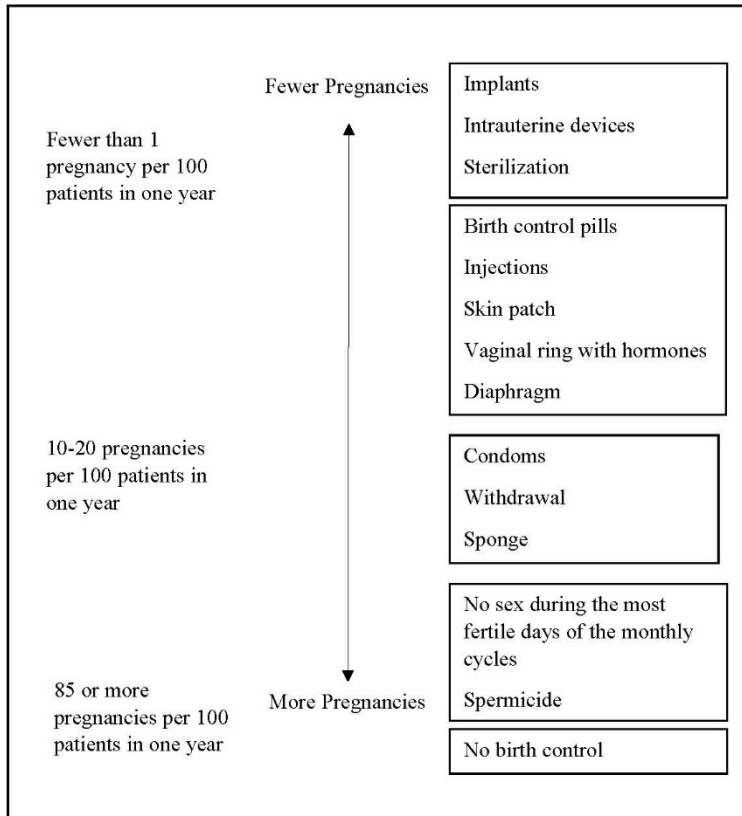 Fewer Pregnancies
Fewer than 1
pregnancy per 100
patients in one year
10-20 pregnancies
per 100 patients in
one year
85 or more
pregnancies per 100
patients in one year
More Pregnancies
Implants
Intrauterine devices
Sterilization
Birth control pills
Injections
Skin patch
Vaginal ring with hormones
Diaphragm
Condoms
Withdrawal
Sponge
No sex during the most
fertile days of the monthly
cycles
Spermicide
No birth control